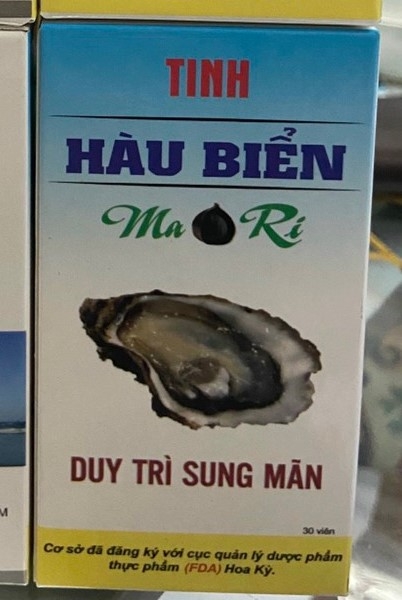 TINH
HÀU BIỂN
Ma Ri
DUY TRÌ SUNG MÃN
30 viên
Cơ sở đã đăng ký với cục quản lý dược phẩm
thực phẩm (FDA) Hoa Kỳ.
M